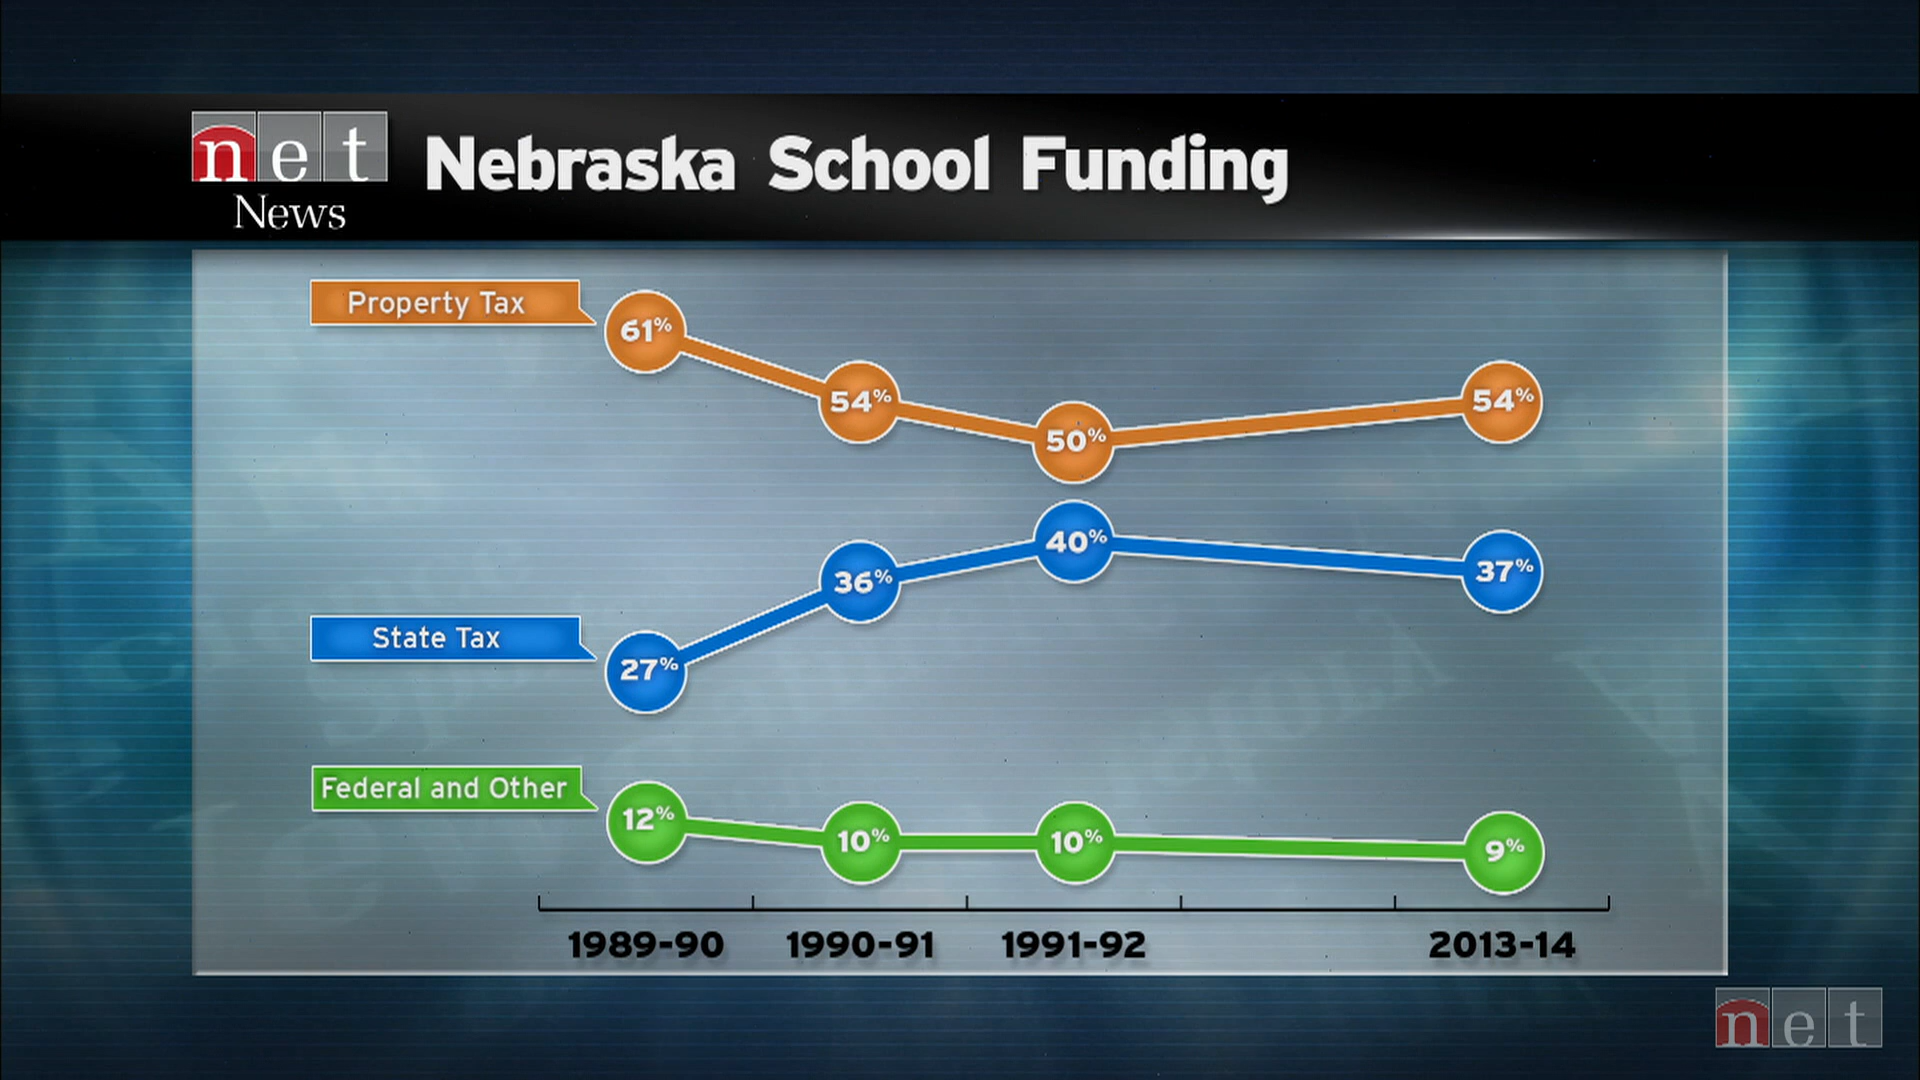 net
News
Nebraska School Funding
Property Tax
61%
54%
50%
54%
State Tax
27%
36%
40%
37%
Federal and Other
12%
10%
10%
9%
1989-90 1990-91 1991-92 2013-14
net